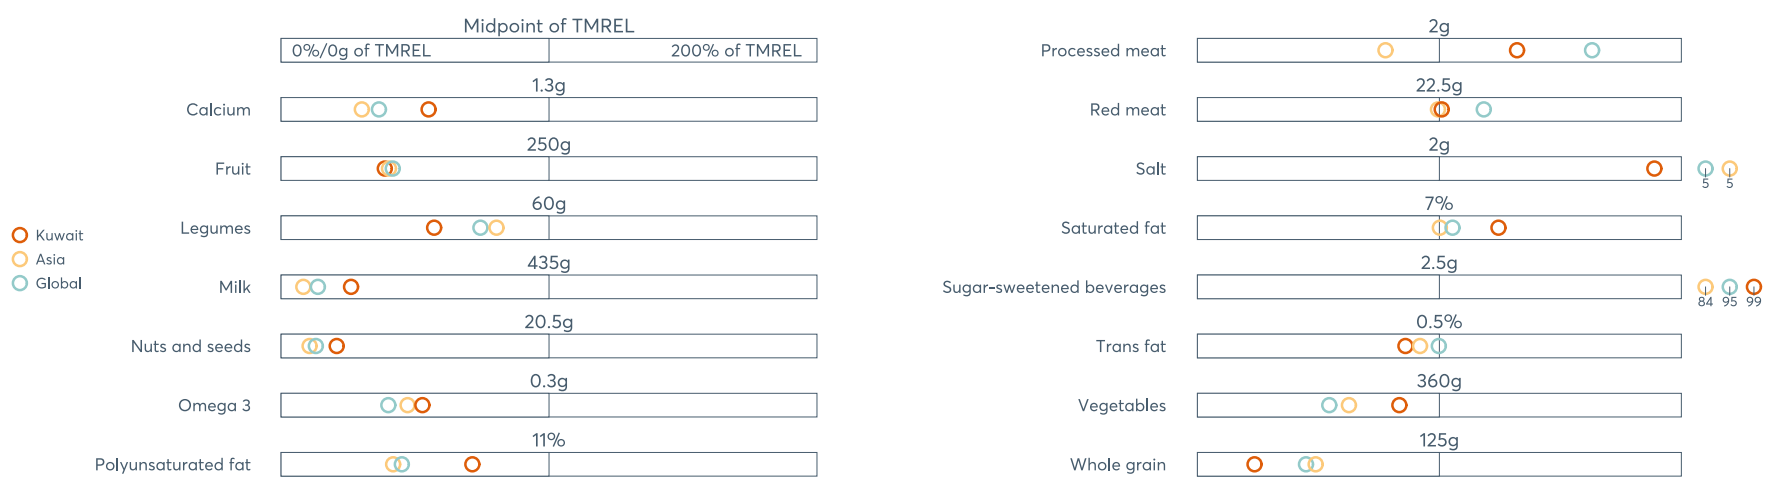 Midpoint of TMREL
0%/0g of TMREL
200% of TMREL
1.3g
Calcium
250g
Fruit
60g
Legumes
435g
Milk
20.5g
Nuts and seeds
0.3g
Omega 3
11%
Polyunsaturated fat
Kuwait
Asia
Global
2g
Processed meat
22.5g
Red meat
2g
Salt
5 5
7%
Saturated fat
2.5g
Sugar-sweetened beverages
84 95 99
0.5%
Trans fat
360g
Vegetables
125g
Whole grain